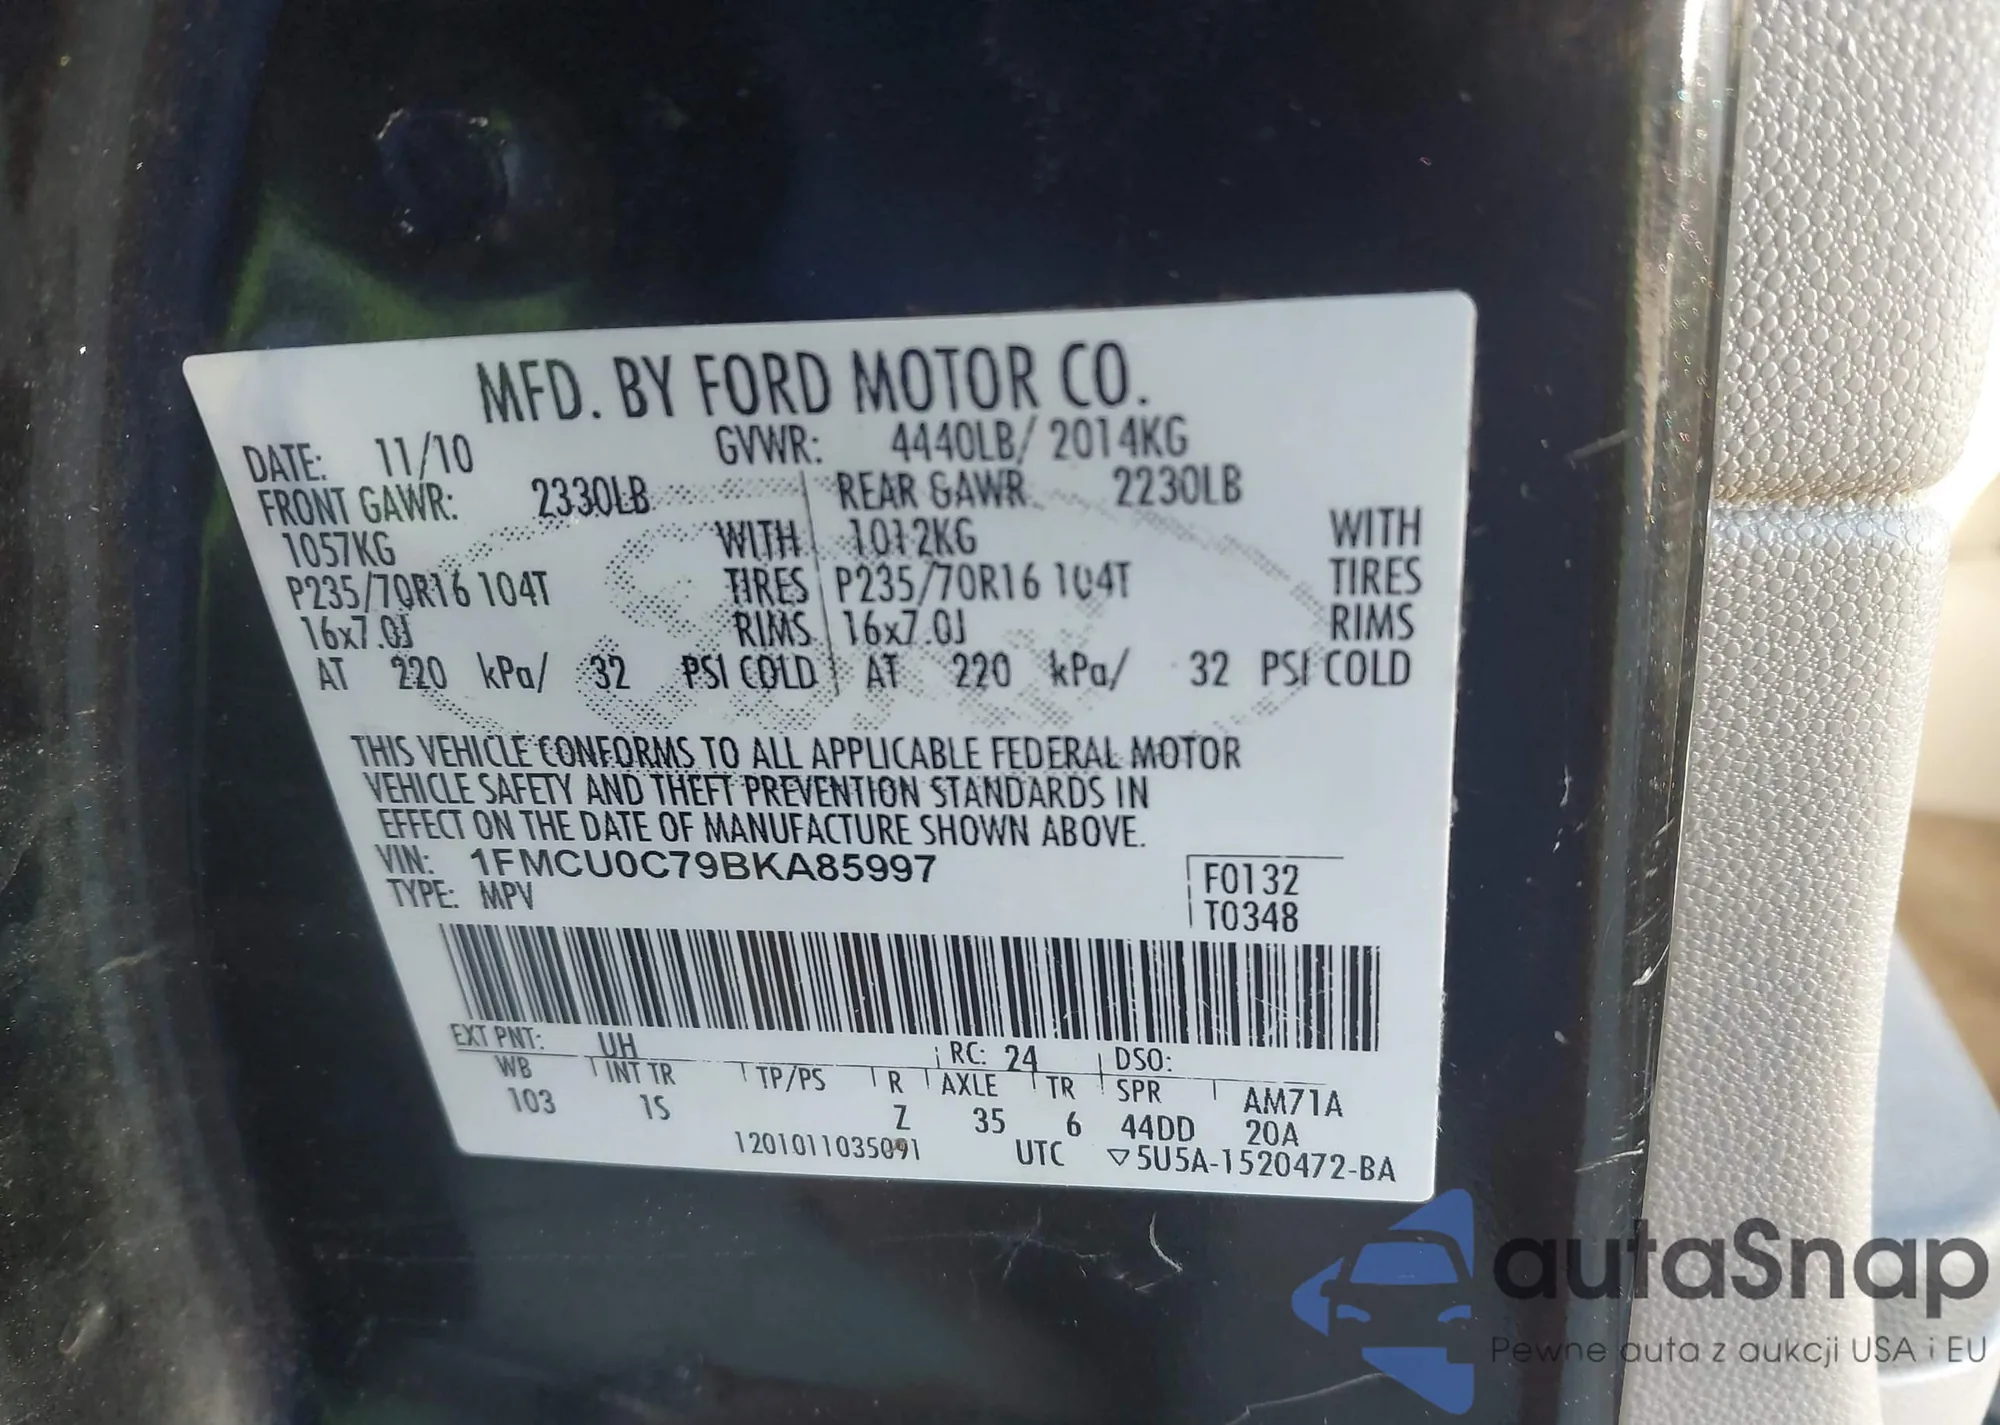 MFD. BY FORD MOTOR CO.
DATE: 11/10 GVWR: 4440LB/ 2014KG
FRONT GAWR: 2330LB REAR GAWR 2230LB
1057KG WITH 1012KG WITH
P235/70R16 104T TIRES P235/70R16 104T TIRES
16x7.0J RIMS 16x7.0J RIMS
AT 220 kPa/ 32 PSI COLD AT 220 kPa/ 32 PSI COLD
THIS VEHICLE CONFORMS TO ALL APPLICABLE FEDERAL MOTOR
VEHICLE SAFETY AND THEFT PREVENTION STANDARDS IN
EFFECT ON THE DATE OF MANUFACTURE SHOWN ABOVE.
VIN: 1FMCU0C79BKA85997 F0132
TYPE: MPV T0348
EXT PNT: UH RC: 24 DSO:
WB INT TR TP/PS R AXLE TR SPR AM71A
103 1S Z 35 6 44DD 20A
1201011035091 UTC ▽5U5A-1520472-BA
autaSnap
Pewne auta z aukcji USA i EU